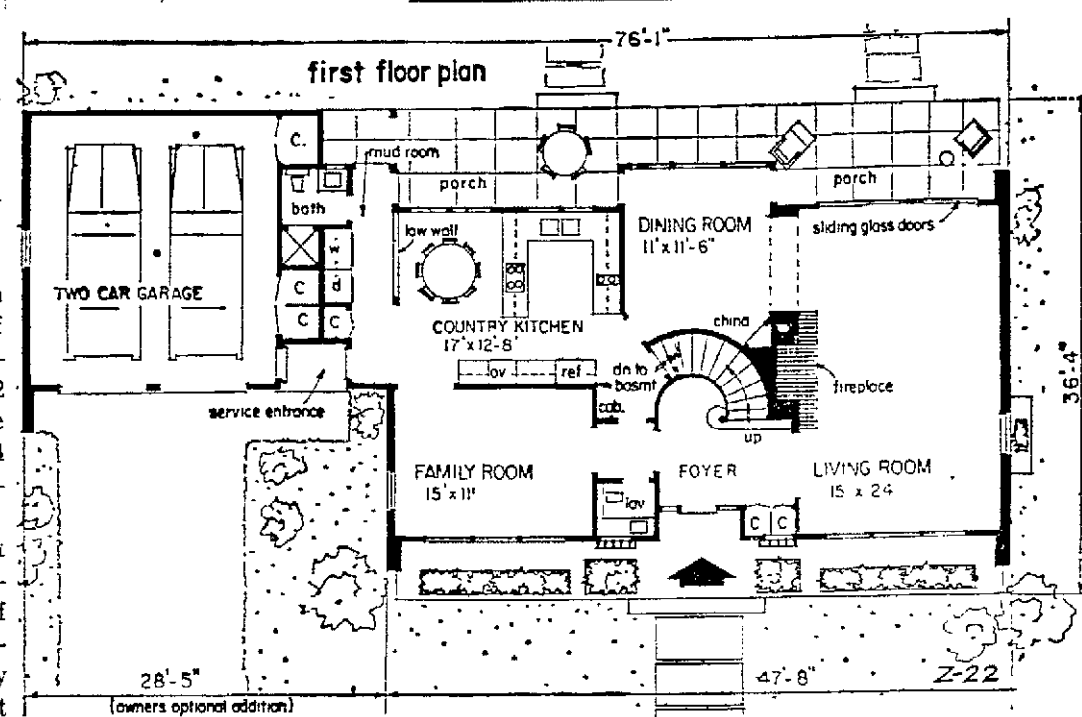 76'-1"
first floor plan
C.
mud room
bath
porch
porch
DINING ROOM
11' x 11'-6"
sliding glass doors
low wall
w
d
TWO CAR GARAGE
C
C
C
COUNTRY KITCHEN
17' x 12'-8'
china
ov
ref
dn to
basmt
fireplace
36'-4"
service entrance
cab.
up
FAMILY ROOM
15' x 11'
FOYER
LIVING ROOM
15 x 24
lav
C
C
28'-5"
47'-8"
Z-22
(owners optional addition)